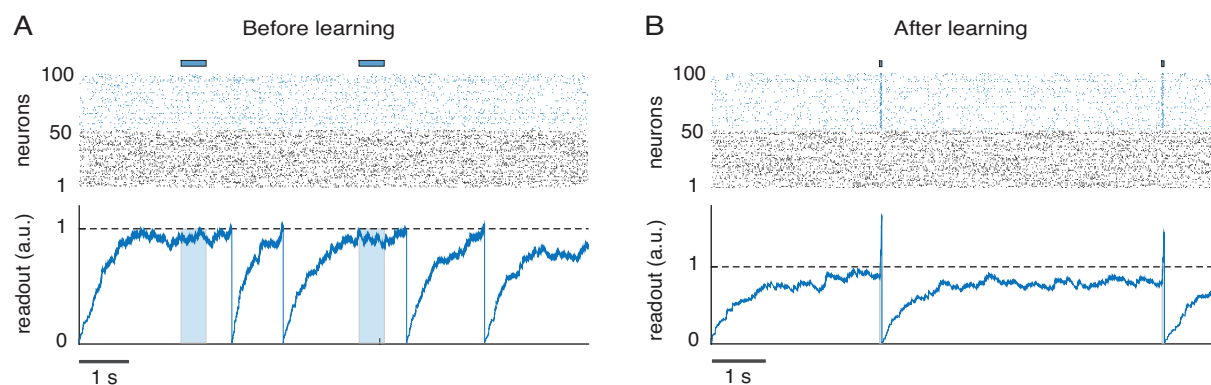 A
Before learning
100
neurons
50
1
readout (a.u.)
1
0
1 s
B
After learning
100
neurons
50
1
readout (a.u.)
1
0
1 s